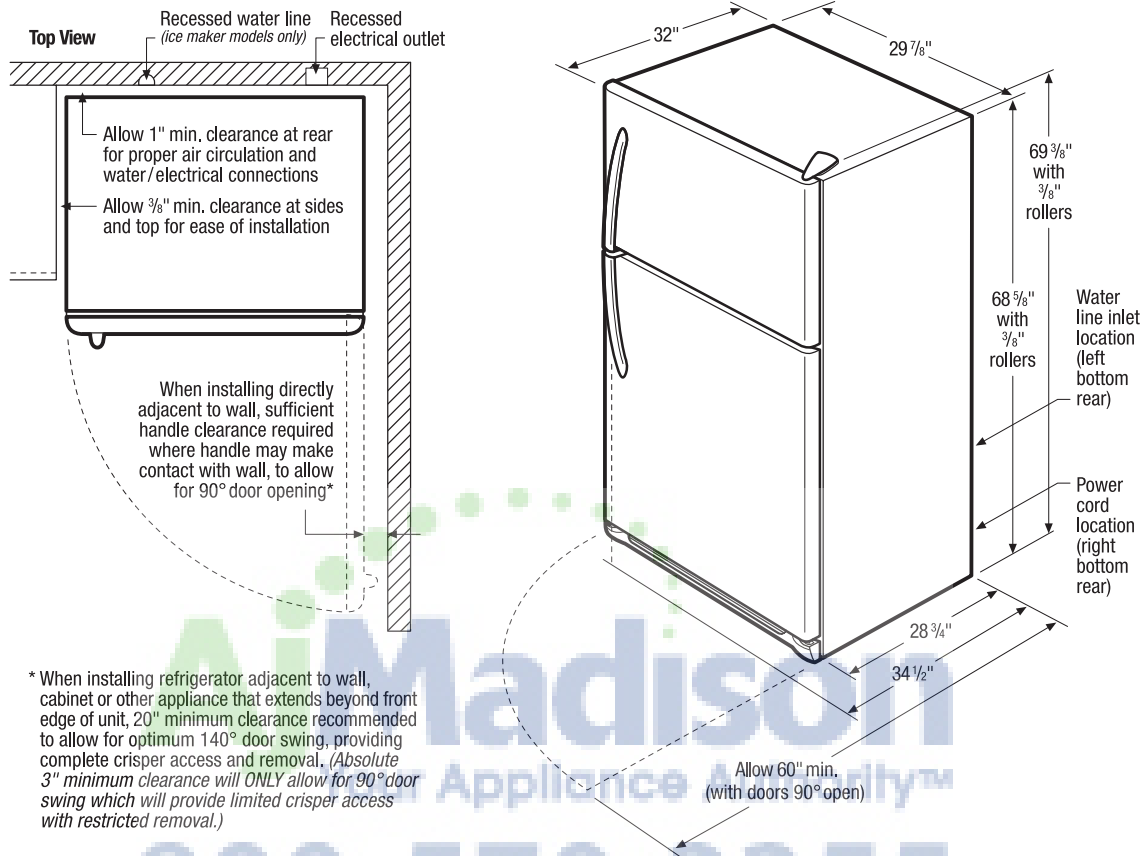 Top View
Recessed water line
(ice maker models only)
Recessed
electrical outlet
Allow 1" min. clearance at rear
for proper air circulation and
water/electrical connections
Allow 3/8" min. clearance at sides
and top for ease of installation
When installing directly
adjacent to wall, sufficient
handle clearance required
where handle may make
contact with wall, to allow
for 90° door opening*
* When installing refrigerator adjacent to wall,
cabinet or other appliance that extends beyond front
edge of unit, 20" minimum clearance recommended
to allow for optimum 140° door swing, providing
complete crisper access and removal. (Absolute
3" minimum clearance will ONLY allow for 90° door
swing which will provide limited crisper access
with restricted removal.)
32"
29 7/8"
69 3/8"
with
3/8"
rollers
68 5/8"
with
3/8"
rollers
Water
line inlet
location
(left
bottom
rear)
Power
cord
location
(right
bottom
rear)
28 3/4"
34 1/2"
Allow 60" min.
(with doors 90° open)
AjMadison
Your Appliance Authority™